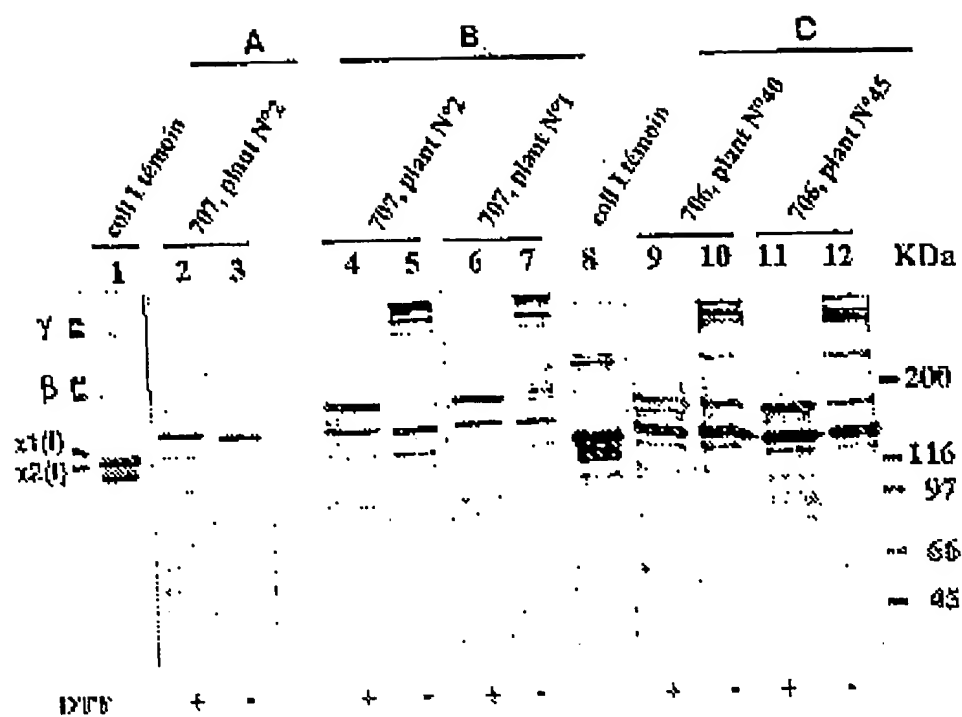 A B C
coll I témoin
707, plant N°2
707, plant N°2
707, plant N°1
coll I témoin
706, plant N°40
706, plant N°45
1 2 3 4 5 6 7 8 9 10 11 12 KDa
γ
β
200
α1(I)
α2(I)
116
97
66
45
DTT + - + - + - + - + -